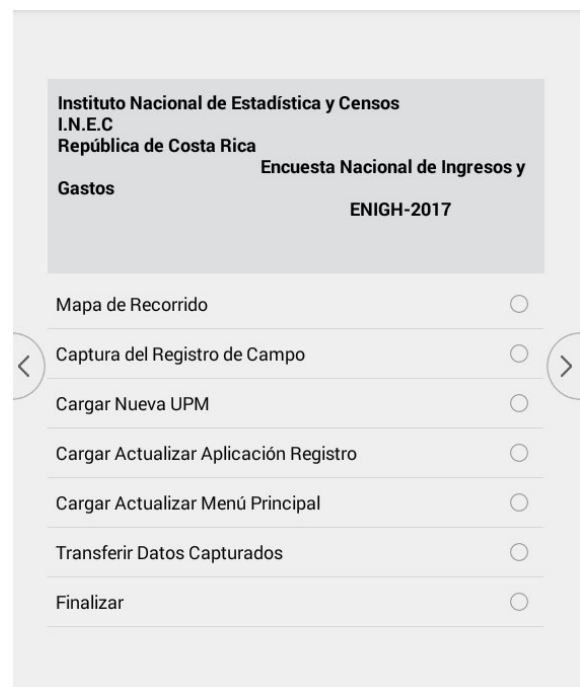 Instituto Nacional de Estadística y Censos
I.N.E.C
República de Costa Rica
Encuesta Nacional de Ingresos y
Gastos
ENIGH-2017
Mapa de Recorrido
Captura del Registro de Campo
Cargar Nueva UPM
Cargar Actualizar Aplicación Registro
Cargar Actualizar Menú Principal
Transferir Datos Capturados
Finalizar